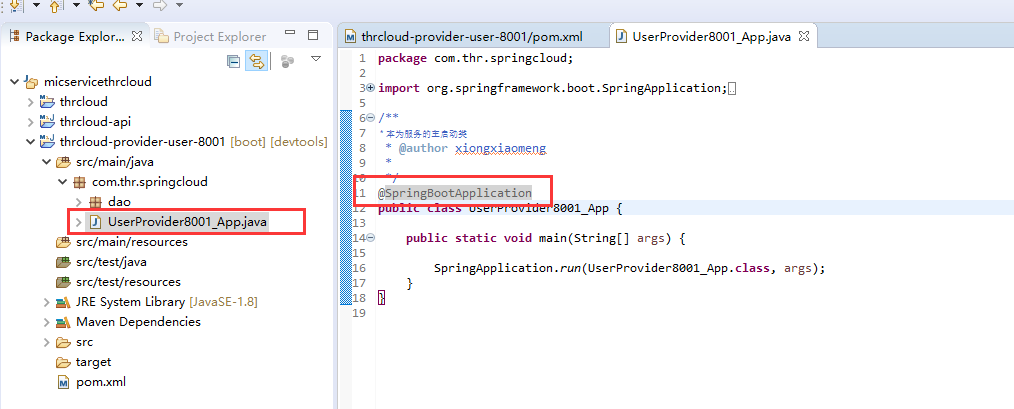 Package Explor...
Project Explorer
micservicethrcloud
thrcloud
thrcloud-api
thrcloud-provider-user-8001 [boot] [devtools]
src/main/java
com.thr.springcloud
dao
UserProvider8001_App.java
src/main/resources
src/test/java
src/test/resources
JRE System Library [JavaSE-1.8]
Maven Dependencies
src
target
pom.xml
thrcloud-provider-user-8001/pom.xml
UserProvider8001_App.java
1 package com.thr.springcloud;
2
3 import org.springframework.boot.SpringApplication;
5
6 /**
7 * 本为服务的主启动类
8 * @author xiongxiaomeng
9 *
10 */
11 @SpringBootApplication
12 public class UserProvider8001_App {
13
14 public static void main(String[] args) {
15
16 SpringApplication.run(UserProvider8001_App.class, args);
17 }
18 }
19